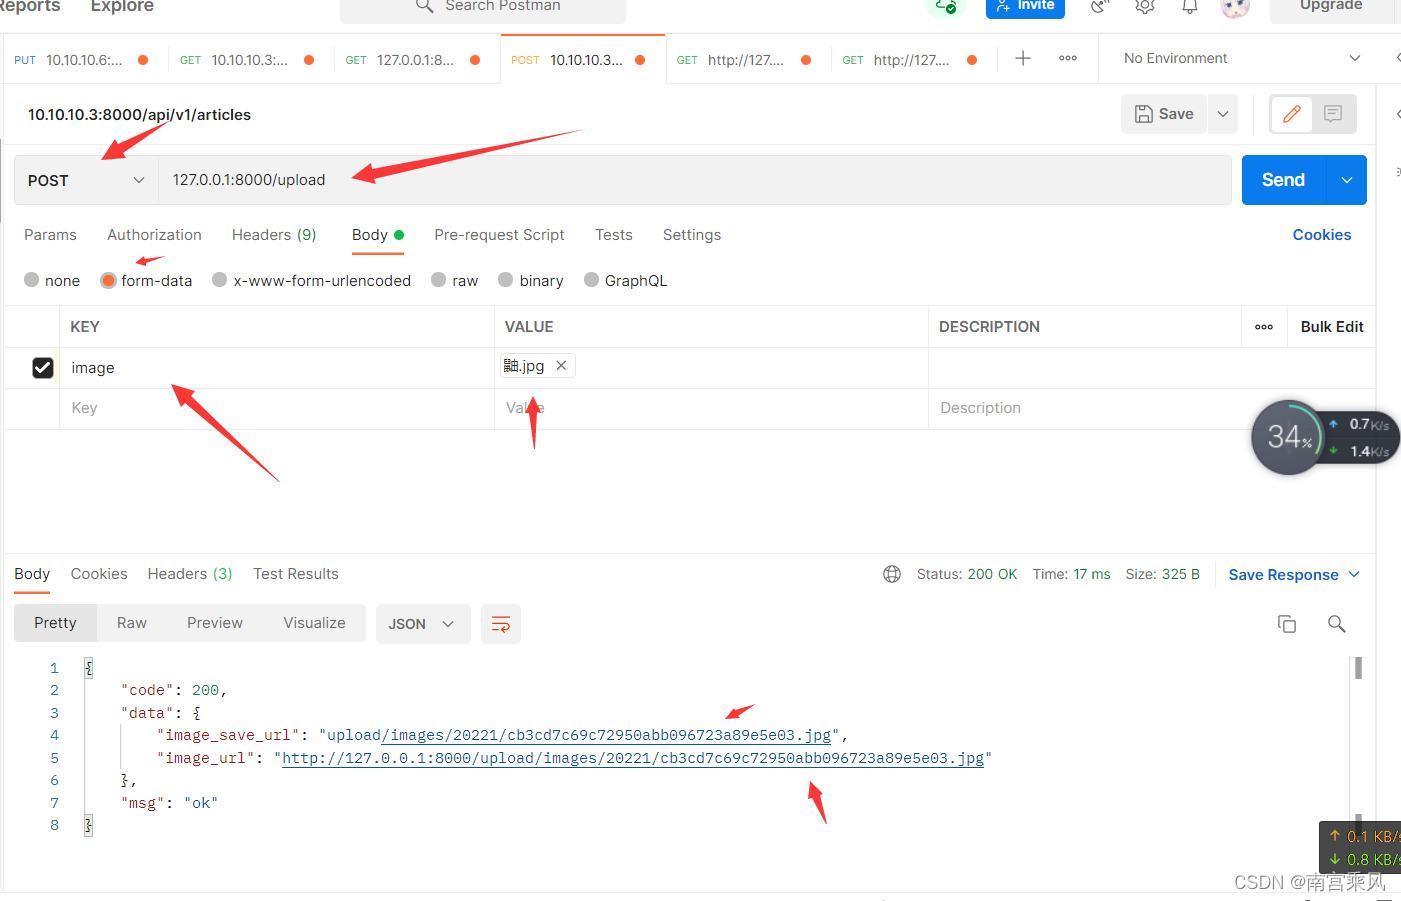 Reports Explore Search Postman Invite Upgrade
PUT 10.10.10.6:... GET 10.10.10.3:... GET 127.0.0.1:8... POST 10.10.10.3... GET http://127.... GET http://127.... No Environment
10.10.10.3:8000/api/v1/articles Save
POST 127.0.0.1:8000/upload Send
Params Authorization Headers (9) Body Pre-request Script Tests Settings Cookies
none form-data x-www-form-urlencoded raw binary GraphQL
KEY VALUE DESCRIPTION Bulk Edit
image .jpg
Key Value Description
34% 0.7K/s
1.4K/s
Body Cookies Headers (3) Test Results Status: 200 OK Time: 17 ms Size: 325 B Save Response
Pretty Raw Preview Visualize JSON
1 {
2 "code": 200,
3 "data": {
4 "image_save_url": "upload/images/20221/cb3cd7c69c72950abb096723a89e5e03.jpg",
5 "image_url": "http://127.0.0.1:8000/upload/images/20221/cb3cd7c69c72950abb096723a89e5e03.jpg"
6 },
7 "msg": "ok"
8 }
0.1 KB/s
0.8 KB/s
CSDN @南宫乘风